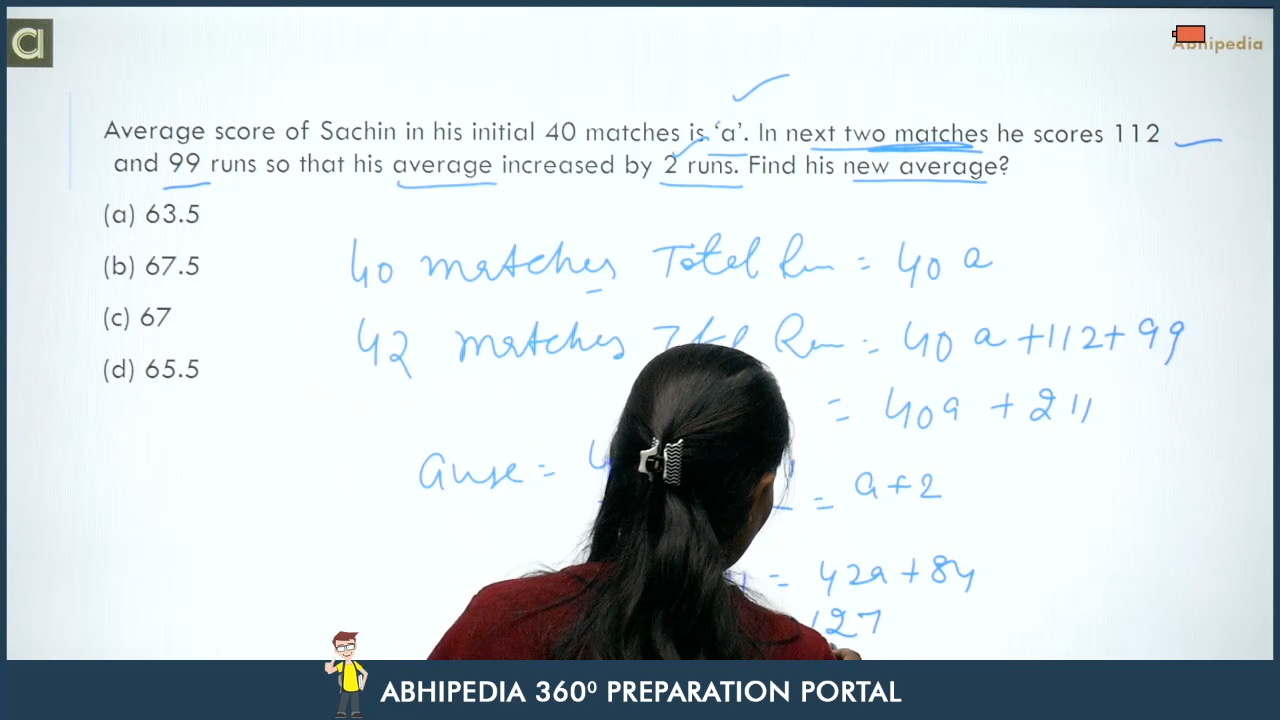 Abhipedia
Average score of Sachin in his initial 40 matches is ‘a’. In next two matches he scores 112
and 99 runs so that his average increased by 2 runs. Find his new average?
(a) 63.5
(b) 67.5
(c) 67
(d) 65.5
40 matches Total Run = 40 a
42 matches Total Run = 40 a + 112 + 99
= 40a + 211
= a + 2
= 42a + 84
127
ABHIPEDIA 360⁰ PREPARATION PORTAL